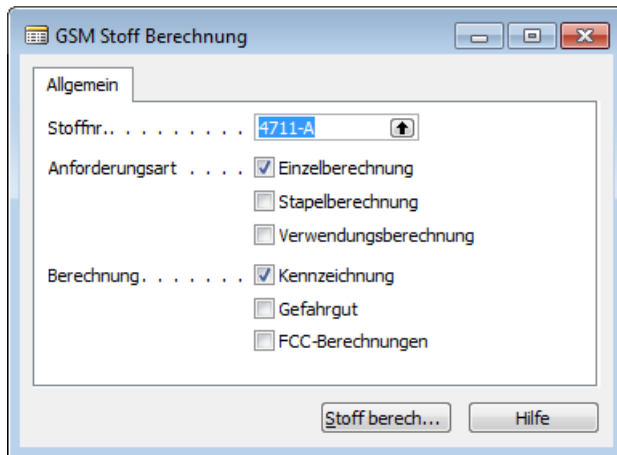 GSM Stoff Berechnung
Allgemein
Stoffnr.. . . . . . . . . 4711-A
Anforderungsart . . . . Einzelberechnung
Stapelberechnung
Verwendungsberechnung
Berechnung. . . . . . . Kennzeichnung
Gefahrgut
FCC-Berechnungen
Stoff berech... Hilfe